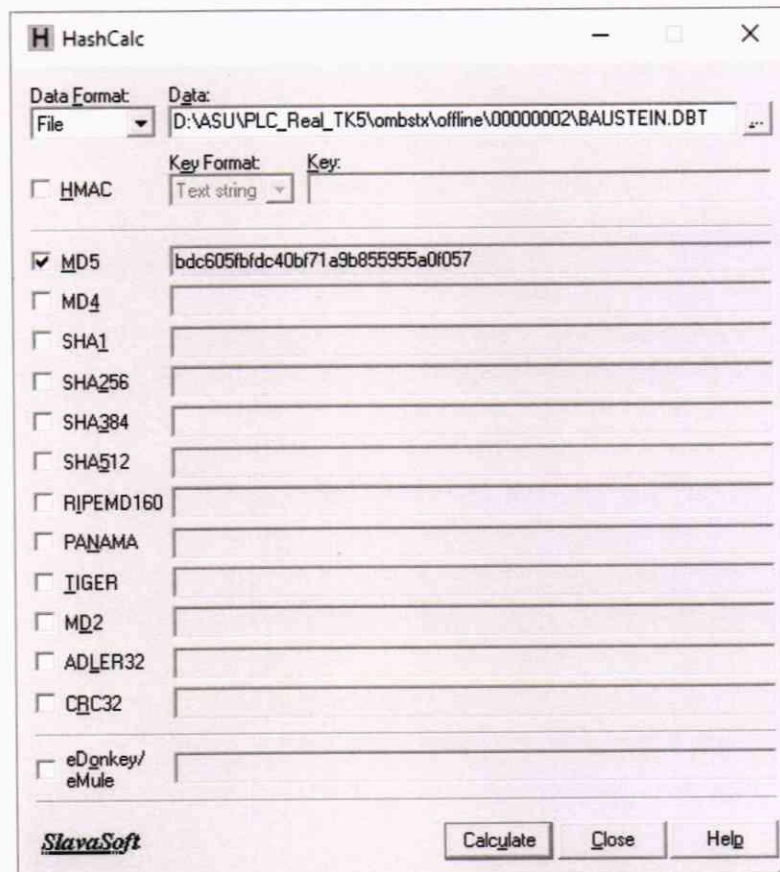 H HashCalc
Data Format: Data:
File D:\ASU\PLC_Real_TK5\ombstx\offline\00000002\BAUSTEIN.DBT ...
Key Format: Key:
HMAC Text string
MD5 bdc605fbfdc40bf71a9b855955a0f057
MD4
SHA1
SHA256
SHA384
SHA512
RIPEMD160
PANAMA
TIGER
MD2
ADLER32
CRC32
eDonkey/
eMule
SlavaSoft Calculate Close Help